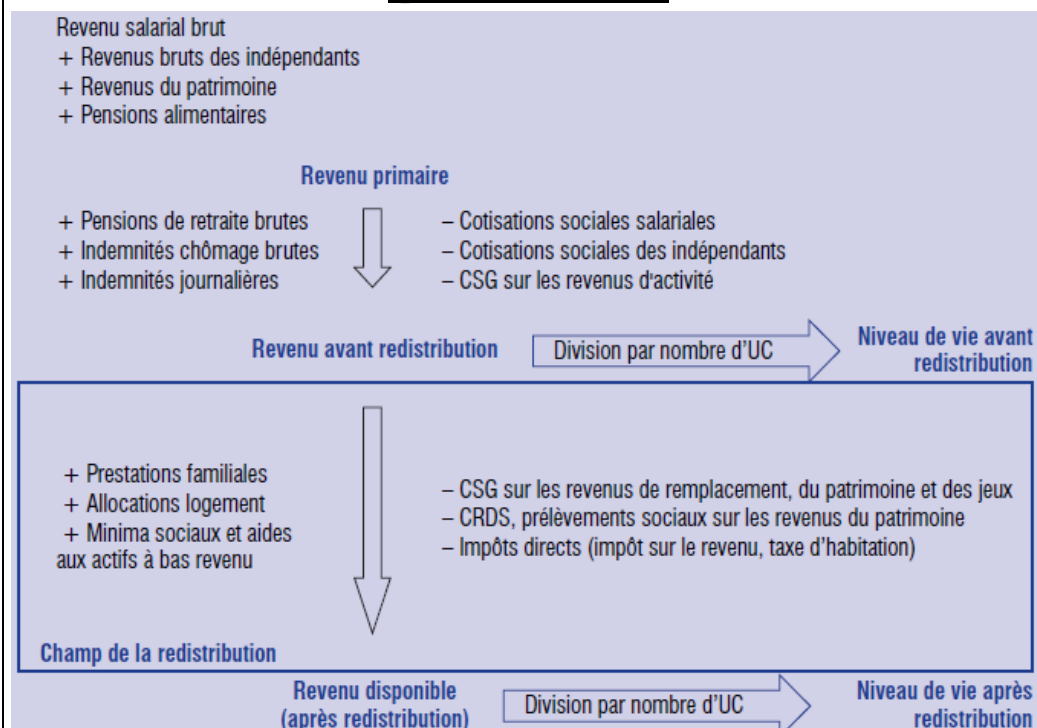 Revenu salarial brut
+ Revenus bruts des indépendants
+ Revenus du patrimoine
+ Pensions alimentaires
Revenu primaire
+ Pensions de retraite brutes
+ Indemnités chômage brutes
+ Indemnités journalières
– Cotisations sociales salariales
– Cotisations sociales des indépendants
– CSG sur les revenus d'activité
Revenu avant redistribution
Division par nombre d'UC
Niveau de vie avant
redistribution
+ Prestations familiales
+ Allocations logement
+ Minima sociaux et aides
aux actifs à bas revenu
– CSG sur les revenus de remplacement, du patrimoine et des jeux
– CRDS, prélèvements sociaux sur les revenus du patrimoine
– Impôts directs (impôt sur le revenu, taxe d'habitation)
Champ de la redistribution
Revenu disponible
(après redistribution)
Division par nombre d'UC
Niveau de vie après
redistribution